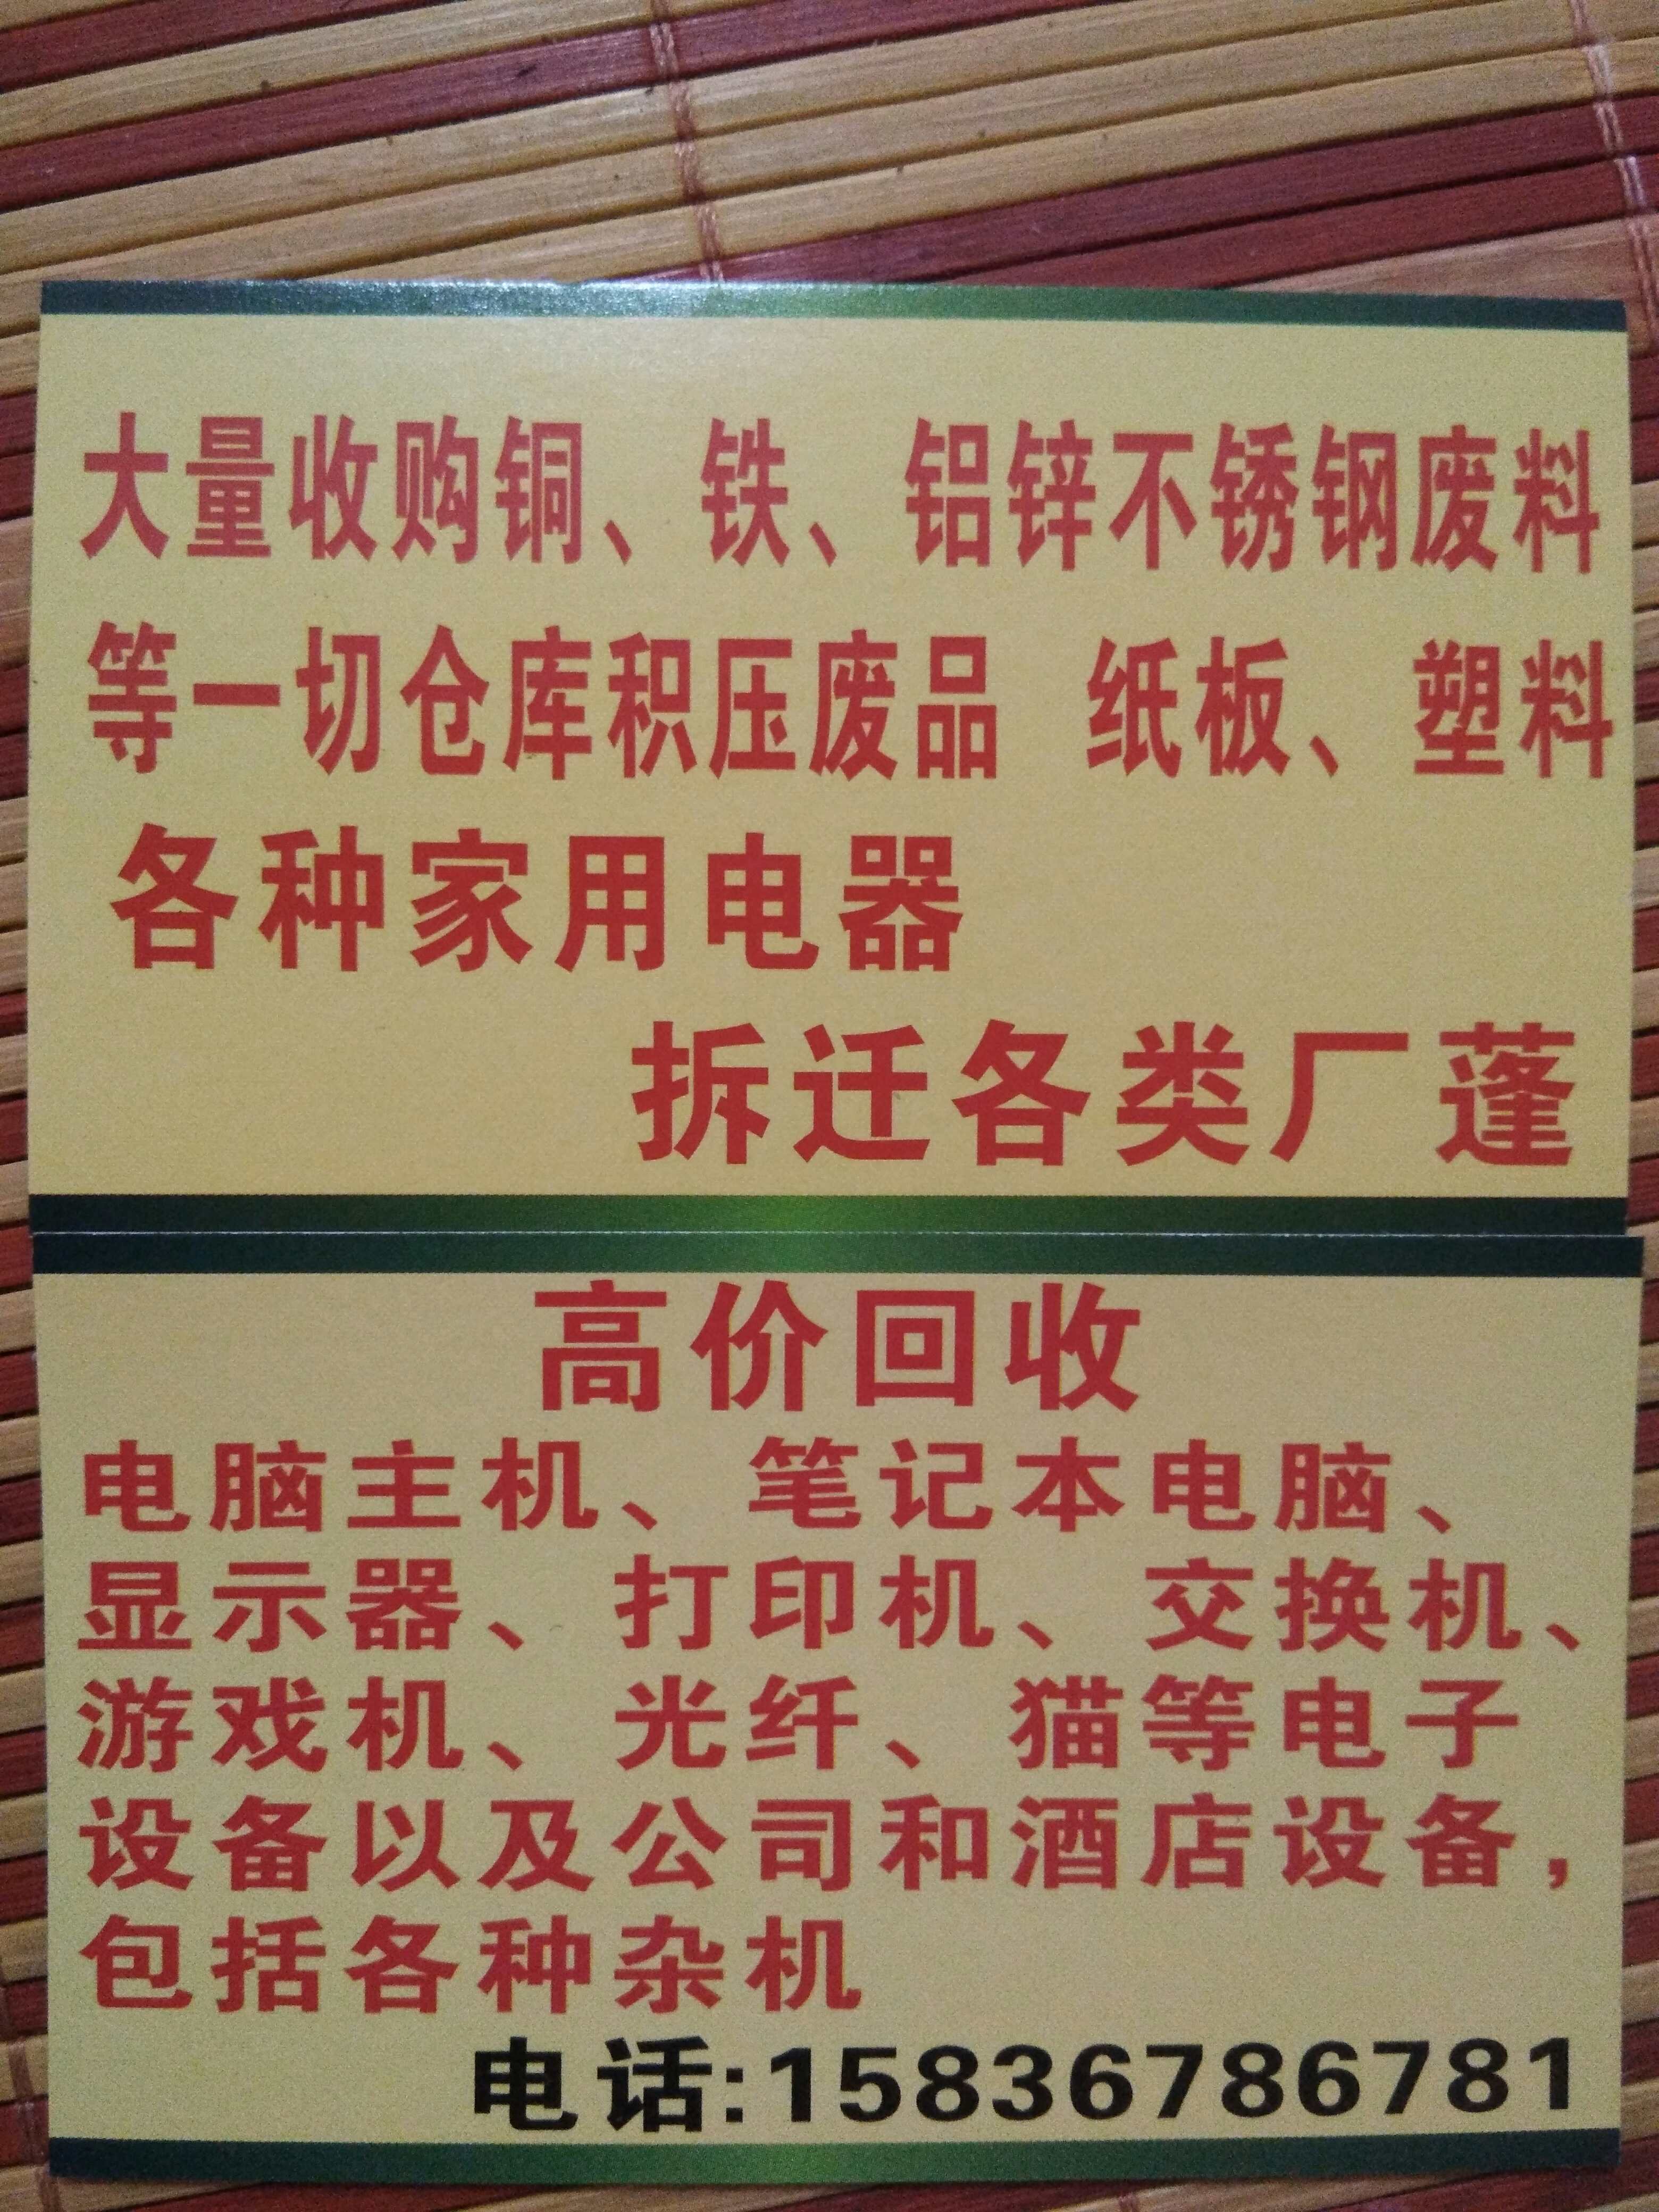 大量收购铜、铁、铝锌不锈钢废料
等一切仓库积压废品 纸板、塑料
各种家用电器
拆迁各类厂蓬
高价回收
电脑主机、笔记本电脑、
显示器、打印机、交换机、
游戏机、光纤、猫等电子
设备以及公司和酒店设备，
包括各种杂机
电话:15836786781